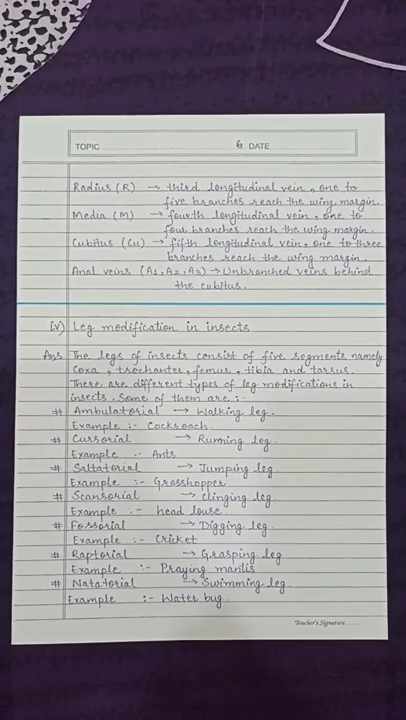 TOPIC 6 DATE
Radius (R) → third longitudinal vein, one to
five branches reach the wing margin.
Media (M) → fourth longitudinal vein, one to
four branches reach the wing margin.
Cubitus (Cu) → fifth longitudinal vein, one to three
branches reach the wing margin.
Anal veins (A1, A2, A3) → Unbranched veins behind
the cubitus.
iv) Leg modification in insects
Ans The legs of insects consist of five segments namely
Coxa, trochanter, femur, tibia and tarsus.
There are different types of leg modifications in
insects. Some of them are :-
# Ambulatorial → Walking leg.
Example :- Cockroach.
# Cursorial → Running leg.
Example :- Ants
# Saltatorial → Jumping leg.
Example :- Grasshopper
# Scansorial → clinging leg.
Example :- head louse.
# Fossorial → Digging leg.
Example :- Cricket
# Raptorial → Grasping leg
Example :- Praying mantis
# Natatorial → Swimming leg.
Example :- Water bug.
Teacher's Signature